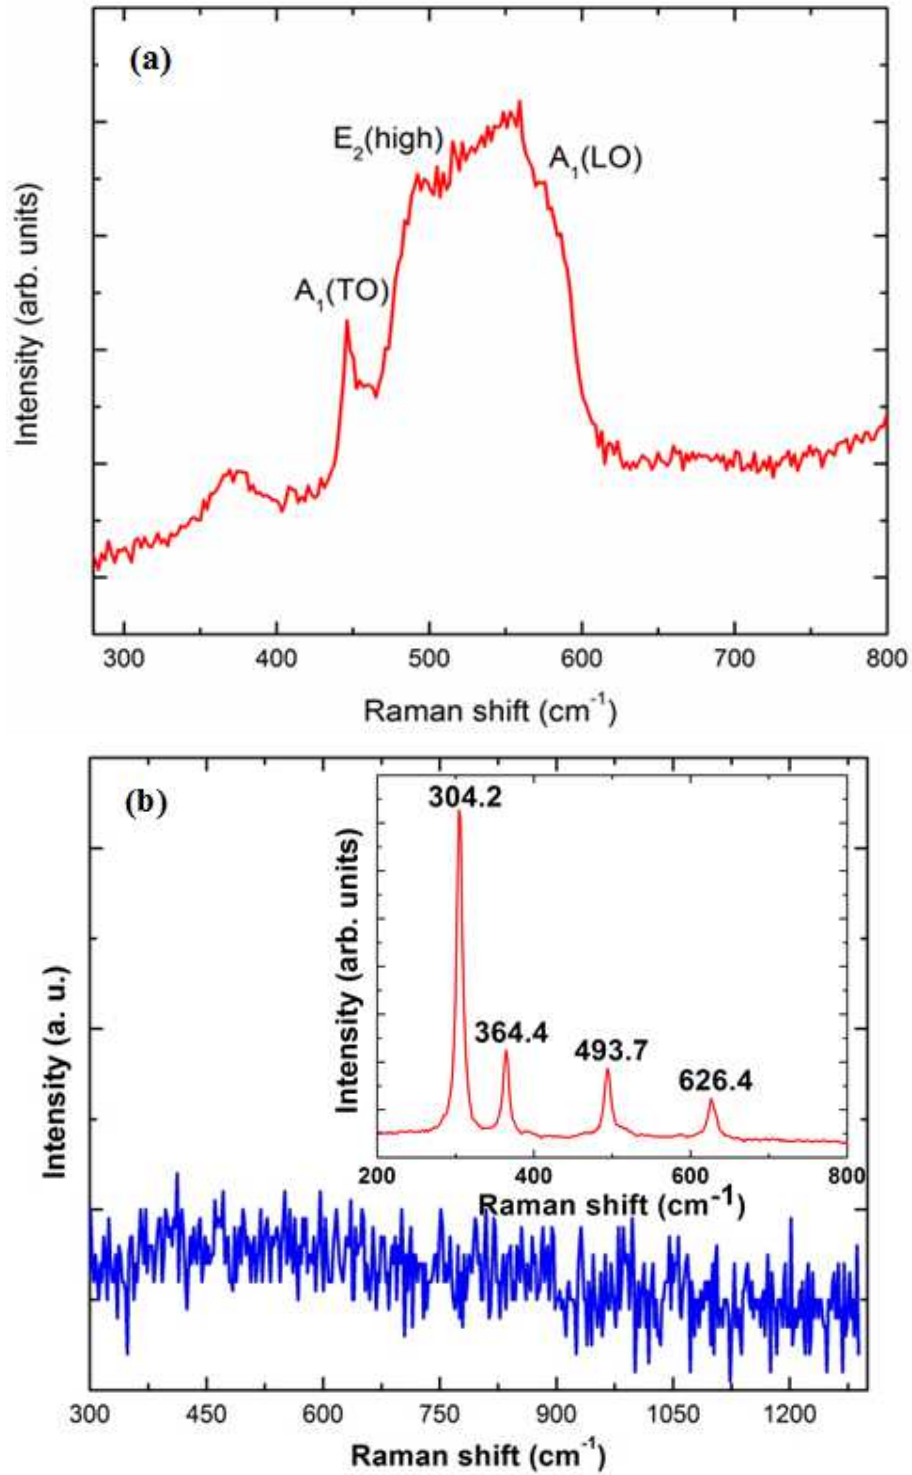 (a)
E₂(high)
A₁(LO)
A₁(TO)
Intensity (arb. units)
300 400 500 600 700 800
Raman shift (cm⁻¹)
(b)
304.2
364.4
493.7
626.4
Intensity (arb. units)
200 400 600 800
Raman shift (cm⁻¹)
Intensity (a. u.)
300 450 600 750 900 1050 1200
Raman shift (cm⁻¹)